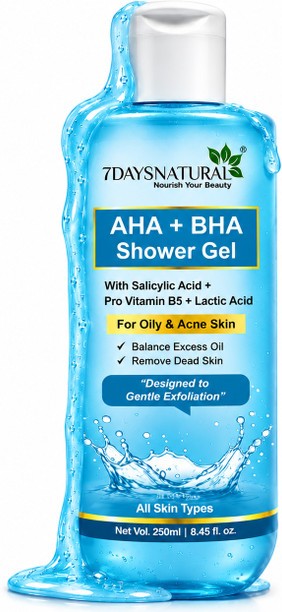 7DAYSNATURAL®
Nourish Your Beauty
AHA + BHA
Shower Gel
With Salicylic Acid +
Pro Vitamin B5 + Lactic Acid
For Oily & Acne Skin
✓ Balance Excess Oil
✓ Remove Dead Skin
"Designed to
Gentle Exfoliation"
All Skin Types
Net Vol. 250ml | 8.45 fl. oz.